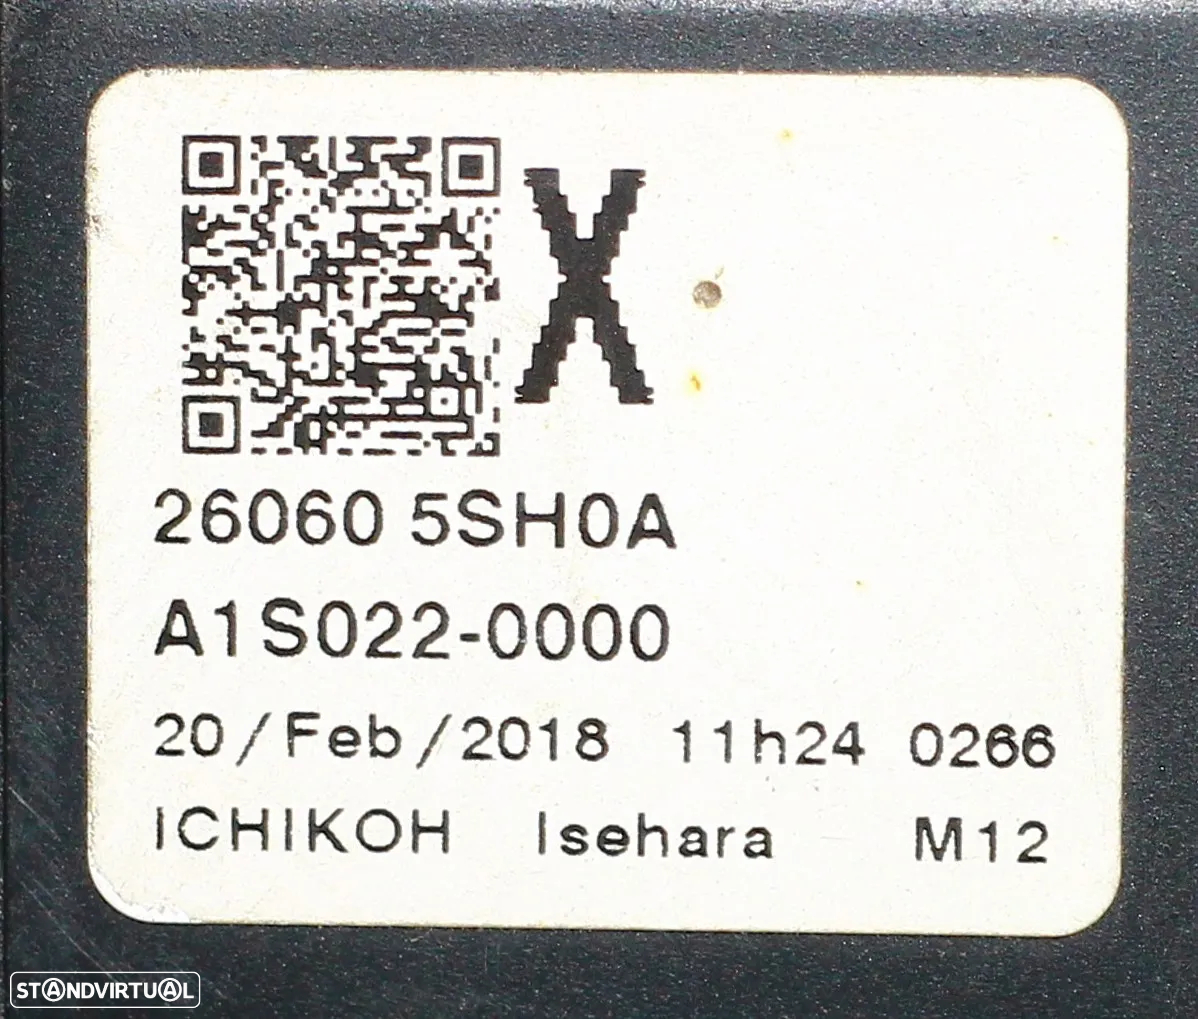 X
26060 5SH0A
A1S022-0000
20/Feb/2018 11h24 0266
ICHIKOH Isehara M12
STANDVIRTUAL